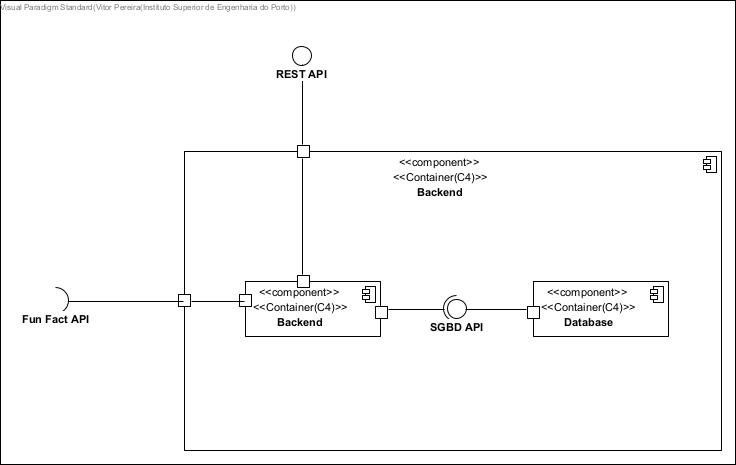 Visual Paradigm Standard(Vitor Pereira(Instituto Superior de Engenharia do Porto))
REST API
<<component>>
<<Container(C4)>>
Backend
<<component>>
<<Container(C4)>>
Backend
<<component>>
<<Container(C4)>>
Database
Fun Fact API
SGBD API